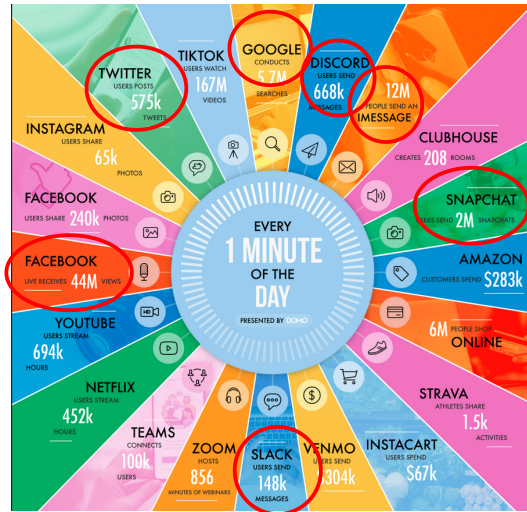 GOOGLE
CONDUCTS
5.7M
SEARCHES
DISCORD
USERS SEND
668k
MESSAGES
12M
PEOPLE SEND AN
IMESSAGE
CLUBHOUSE
CREATES 208 ROOMS
SNAPCHAT
USERS SEND 2M SNAPCHATS
AMAZON
CUSTOMERS SPEND $283k
6M PEOPLE SHOP
ONLINE
STRAVA
ATHLETES SHARE
1.5k
ACTIVITIES
INSTACART
USERS SPEND
$67k
VENMO
USERS SEND
$304k
SLACK
USERS SEND
148k
MESSAGES
ZOOM
HOSTS
856
MINUTES OF WEBINARS
TEAMS
CONNECTS
100k
USERS
NETFLIX
USERS STREAM
452k
HOURS
YOUTUBE
USERS STREAM
694k
HOURS
FACEBOOK
LIVE RECEIVES 44M VIEWS
FACEBOOK
USERS SHARE 240k PHOTOS
INSTAGRAM
USERS SHARE
65k
PHOTOS
TWITTER
USERS POSTS
575k
TWEETS
TIKTOK
USERS WATCH
167M
VIDEOS
EVERY
1 MINUTE
OF THE
DAY
PRESENTED BY DOMO
HD